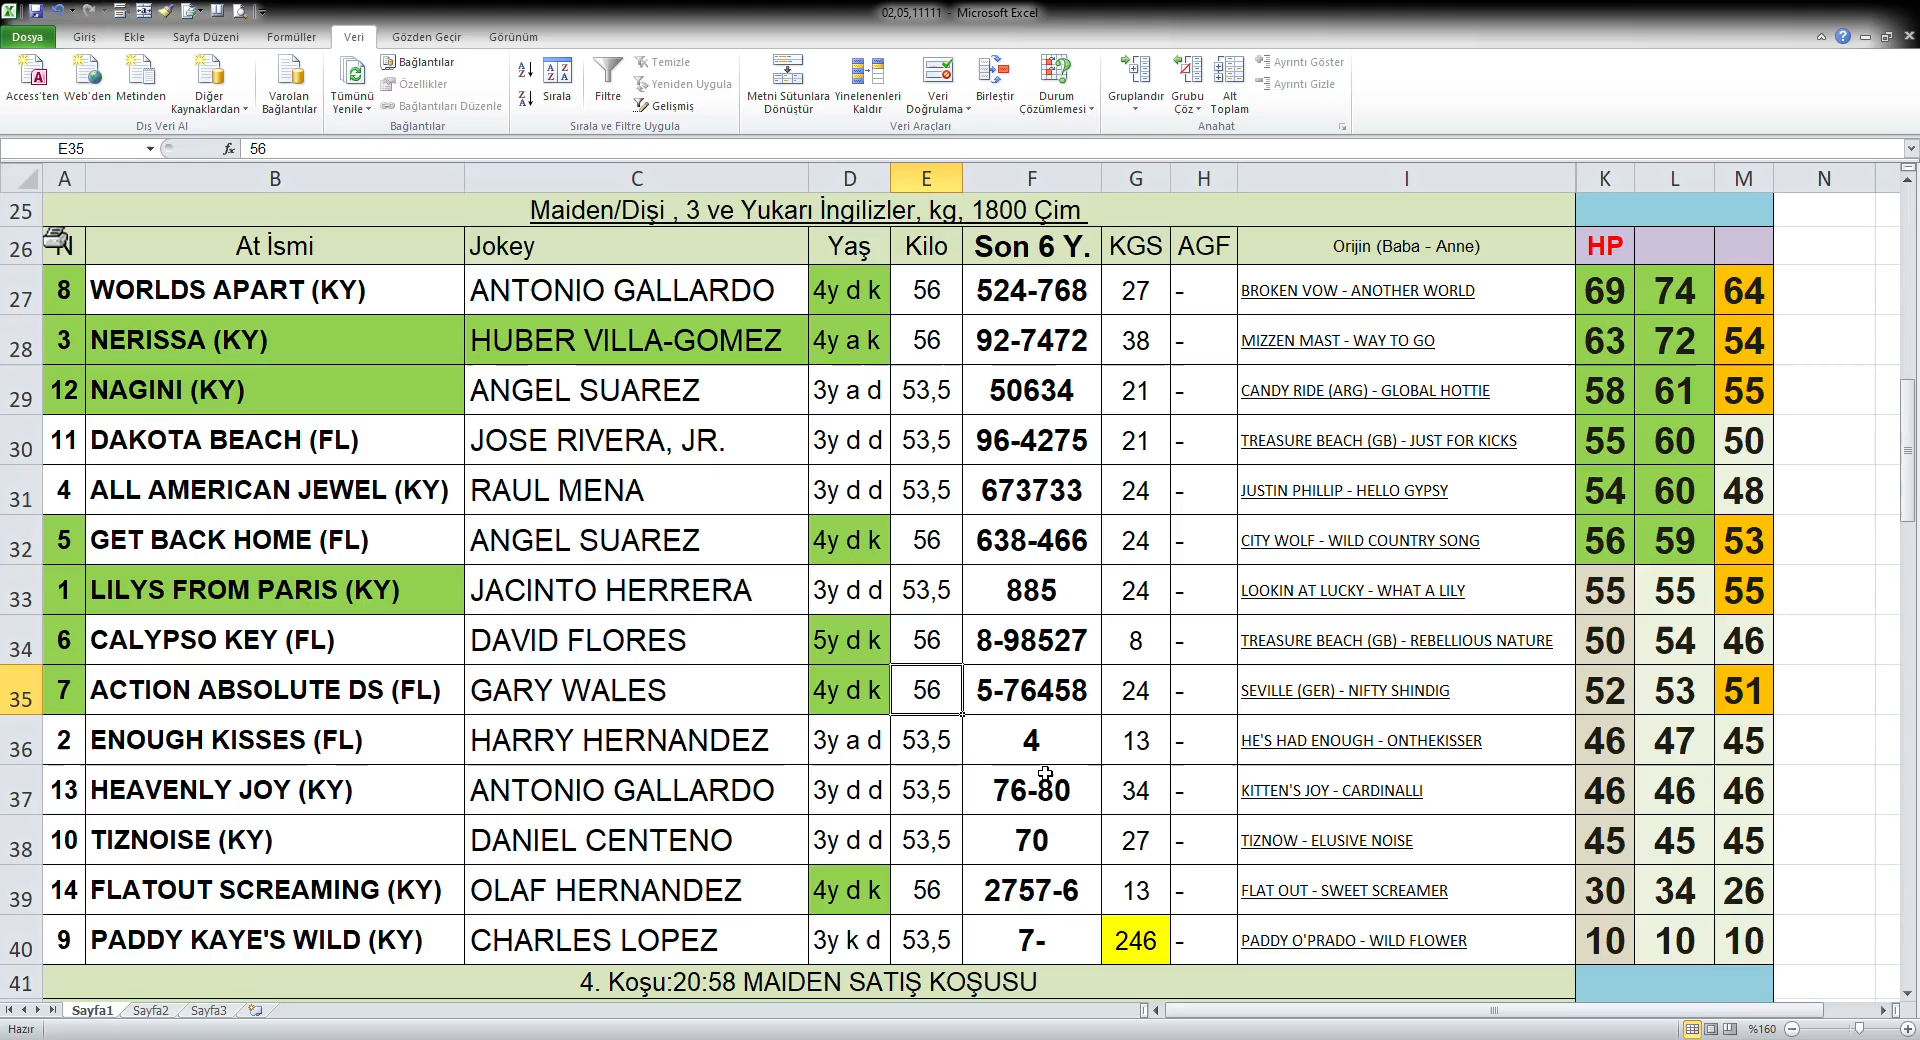 02,05,11111 - Microsoft Excel
Dosya Giriş Ekle Sayfa Düzeni Formüller Veri Gözden Geçir Görünüm
Access'ten Web'den Metinden Diğer Kaynaklardan Varolan Bağlantılar Tümünü Yenile Bağlantılar Özellikler Bağlantıları Düzenle Sırala Filtre Temizle Yeniden Uygula Gelişmiş Metni Sütunlara Dönüştür Yinelenenleri Kaldır Veri Doğrulama Birleştir Durum Çözümlemesi Gruplandır Grubu Çöz Alt Toplam Ayrıntı Göster Ayrıntı Gizle
Dış Veri Al Bağlantılar Sırala ve Filtre Uygula Veri Araçları Anahat
E35 fx 56
A B C D E F G H I K L M N
25 Maiden/Dişi , 3 ve Yukarı İngilizler, kg, 1800 Çim
26 N At İsmi Jokey Yaş Kilo Son 6 Y. KGS AGF Orijin (Baba - Anne) HP
27 8 WORLDS APART (KY) ANTONIO GALLARDO 4y d k 56 524-768 27 - BROKEN VOW - ANOTHER WORLD 69 74 64
28 3 NERISSA (KY) HUBER VILLA-GOMEZ 4y a k 56 92-7472 38 - MIZZEN MAST - WAY TO GO 63 72 54
29 12 NAGINI (KY) ANGEL SUAREZ 3y a d 53,5 50634 21 - CANDY RIDE (ARG) - GLOBAL HOTTIE 58 61 55
30 11 DAKOTA BEACH (FL) JOSE RIVERA, JR. 3y d d 53,5 96-4275 21 - TREASURE BEACH (GB) - JUST FOR KICKS 55 60 50
31 4 ALL AMERICAN JEWEL (KY) RAUL MENA 3y d d 53,5 673733 24 - JUSTIN PHILLIP - HELLO GYPSY 54 60 48
32 5 GET BACK HOME (FL) ANGEL SUAREZ 4y d k 56 638-466 24 - CITY WOLF - WILD COUNTRY SONG 56 59 53
33 1 LILYS FROM PARIS (KY) JACINTO HERRERA 3y d d 53,5 885 24 - LOOKIN AT LUCKY - WHAT A LILY 55 55 55
34 6 CALYPSO KEY (FL) DAVID FLORES 5y d k 56 8-98527 8 - TREASURE BEACH (GB) - REBELLIOUS NATURE 50 54 46
35 7 ACTION ABSOLUTE DS (FL) GARY WALES 4y d k 56 5-76458 24 - SEVILLE (GER) - NIFTY SHINDIG 52 53 51
36 2 ENOUGH KISSES (FL) HARRY HERNANDEZ 3y a d 53,5 4 13 - HE'S HAD ENOUGH - ONTHEKISSER 46 47 45
37 13 HEAVENLY JOY (KY) ANTONIO GALLARDO 3y d d 53,5 76-80 34 - KITTEN'S JOY - CARDINALLI 46 46 46
38 10 TIZNOISE (KY) DANIEL CENTENO 3y d d 53,5 70 27 - TIZNOW - ELUSIVE NOISE 45 45 45
39 14 FLATOUT SCREAMING (KY) OLAF HERNANDEZ 4y d k 56 2757-6 13 - FLAT OUT - SWEET SCREAMER 30 34 26
40 9 PADDY KAYE'S WILD (KY) CHARLES LOPEZ 3y k d 53,5 7- 246 - PADDY O'PRADO - WILD FLOWER 10 10 10
41 4. Koşu:20:58 MAIDEN SATIŞ KOŞUSU
Sayfa1 Sayfa2 Sayfa3
Hazır %160